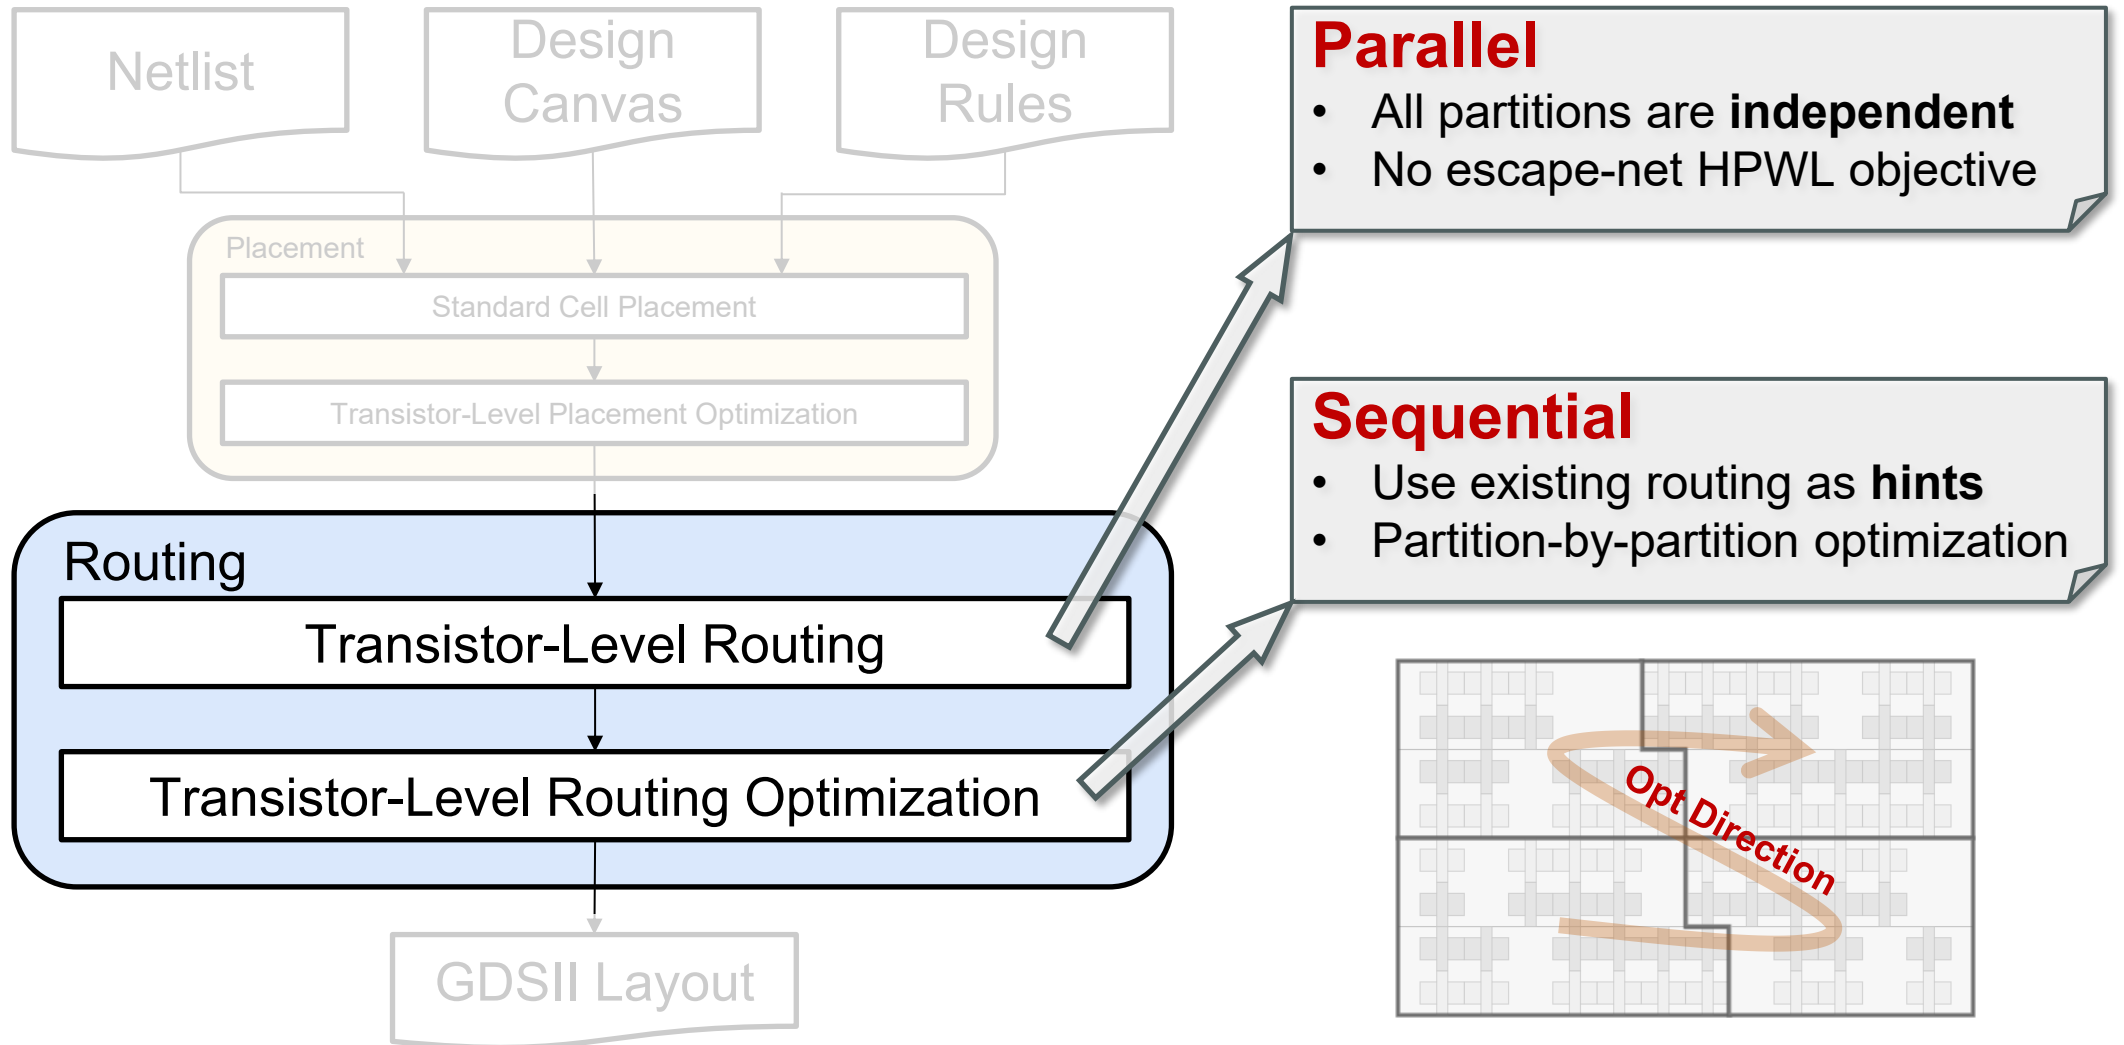 Netlist
Design
Canvas
Design
Rules
Placement
Standard Cell Placement
Transistor-Level Placement Optimization
Routing
Transistor-Level Routing
Transistor-Level Routing Optimization
GDSII Layout
Parallel
• All partitions are independent
• No escape-net HPWL objective
Sequential
• Use existing routing as hints
• Partition-by-partition optimization
Opt Direction